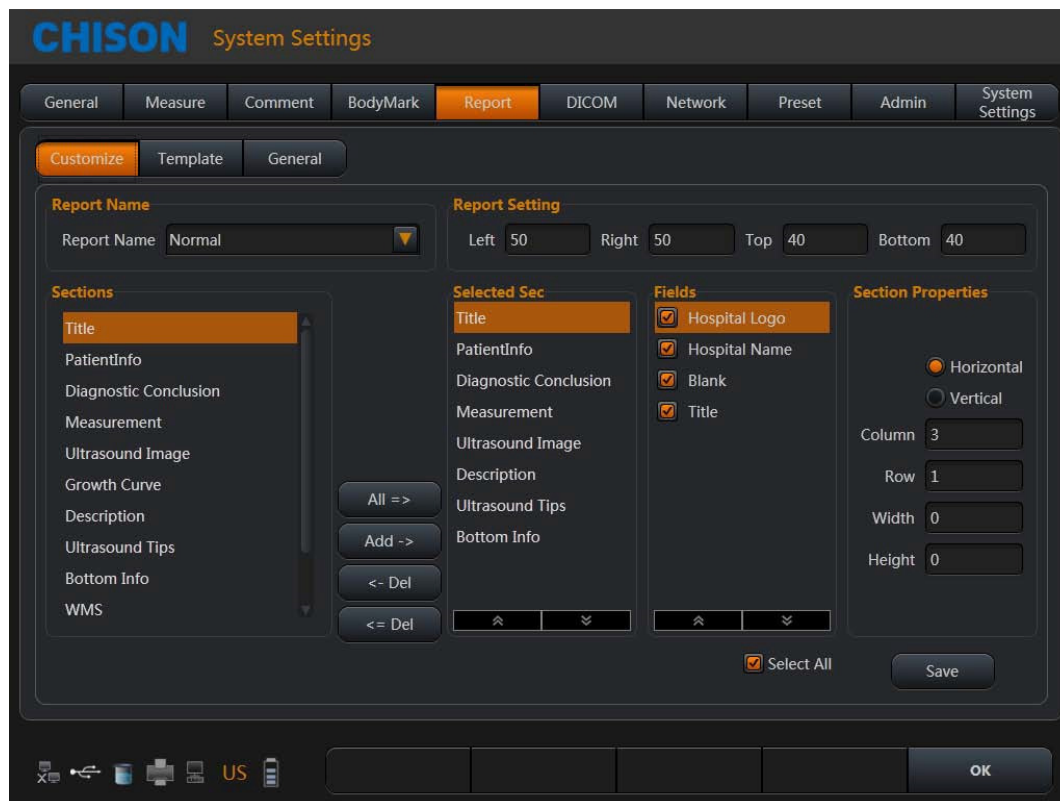 CHISON System Settings
General Measure Comment BodyMark Report DICOM Network Preset Admin System Settings
Customize Template General
Report Name
Report Name Normal
Report Setting
Left 50 Right 50 Top 40 Bottom 40
Sections
Title
PatientInfo
Diagnostic Conclusion
Measurement
Ultrasound Image
Growth Curve
Description
Ultrasound Tips
Bottom Info
WMS
All =>
Add ->
<- Del
<= Del
Selected Sec
Title
PatientInfo
Diagnostic Conclusion
Measurement
Ultrasound Image
Description
Ultrasound Tips
Bottom Info
Fields
Hospital Logo
Hospital Name
Blank
Title
Section Properties
Horizontal
Vertical
Column 3
Row 1
Width 0
Height 0
Select All
Save
US
OK